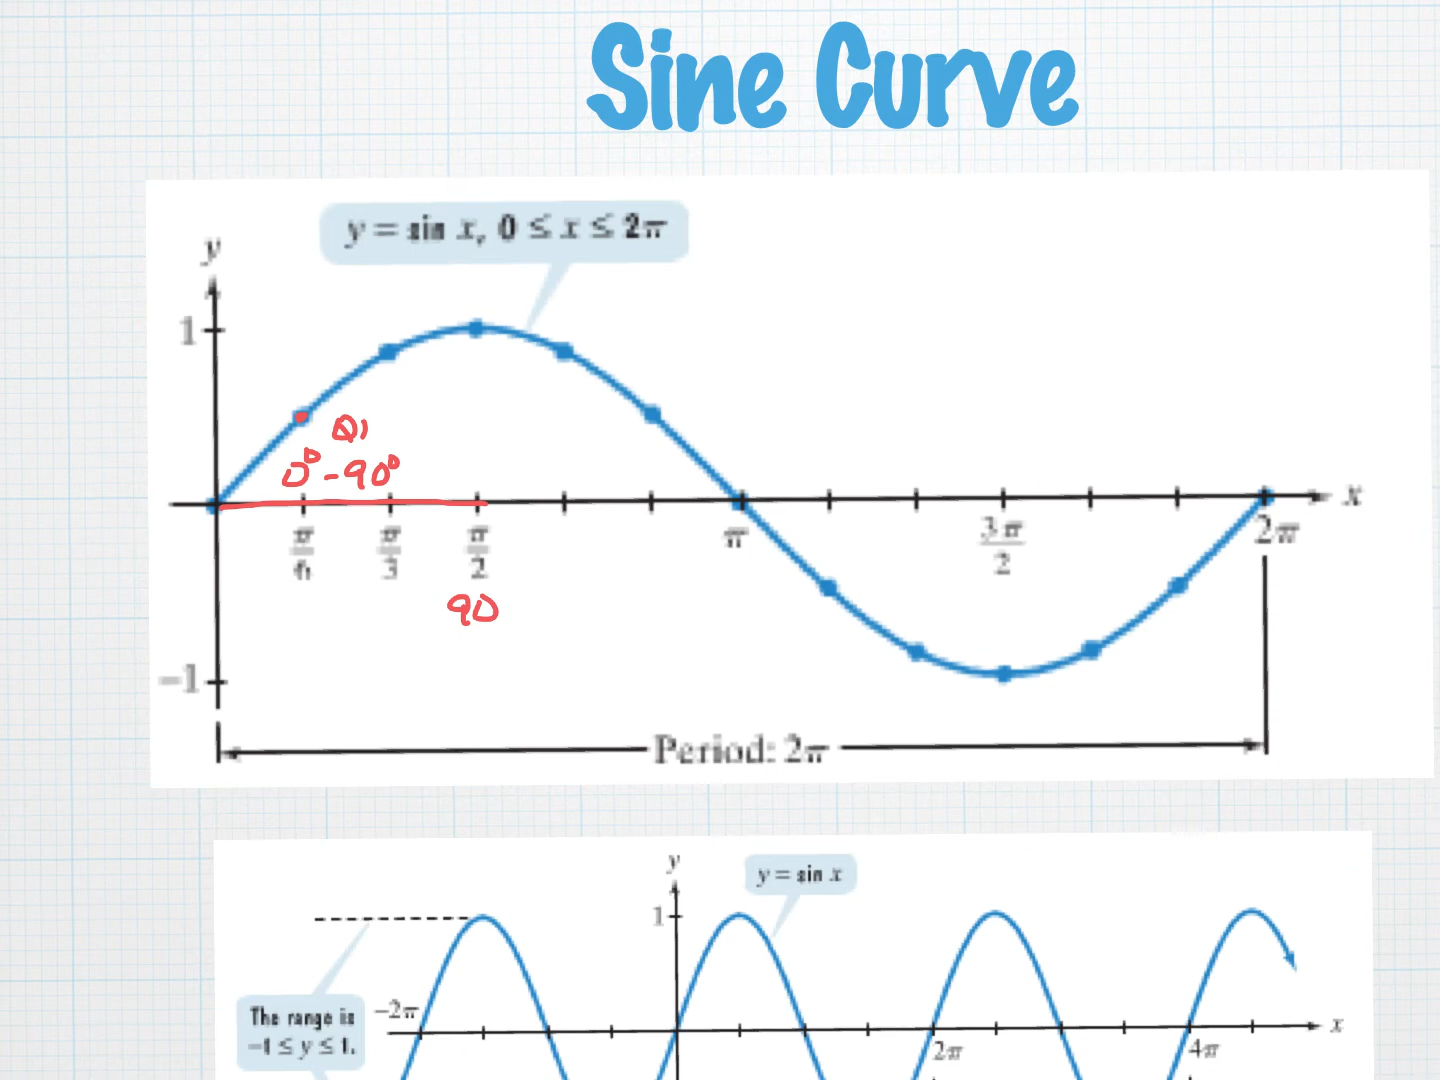 Sine Curve
y = sin x, 0 ≤ x ≤ 2π
y
1
Q1
0° - 90°
x
π/6 π/3 π/2 π 3π/2 2π
90
−1
Period: 2π
y
y = sin x
1
The range is
−1 ≤ y ≤ 1.
−2π
x
2π 4π